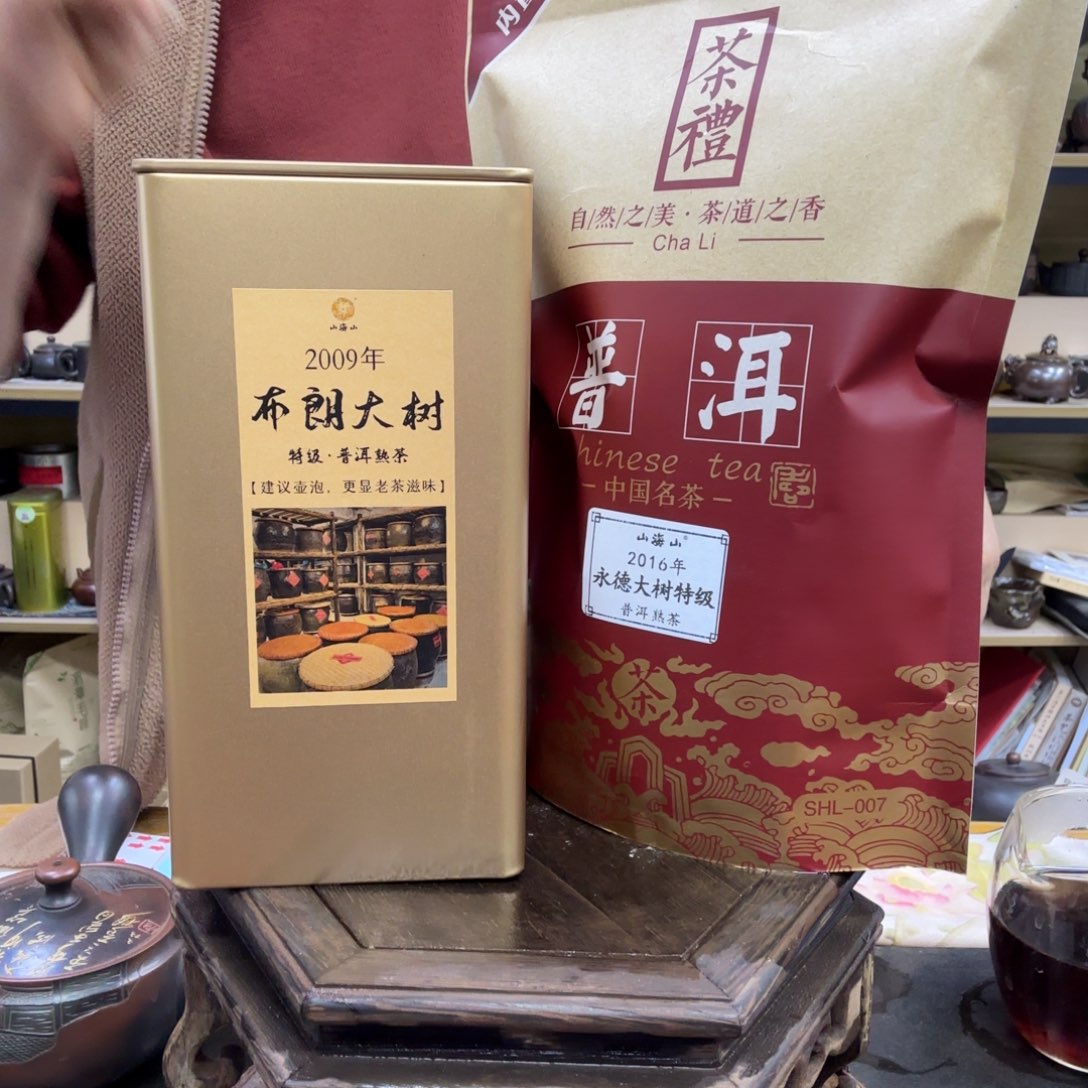 山海山
2009年
布朗大树
特级·普洱熟茶
【建议壶泡，更显老茶滋味】
内
茶禮
自/然/之/美·茶/道/之/香
Cha Li
普洱
Chinese tea
中国名茶
山海山
2016年
永德大树特级
普洱熟茶
茶
SHL-007